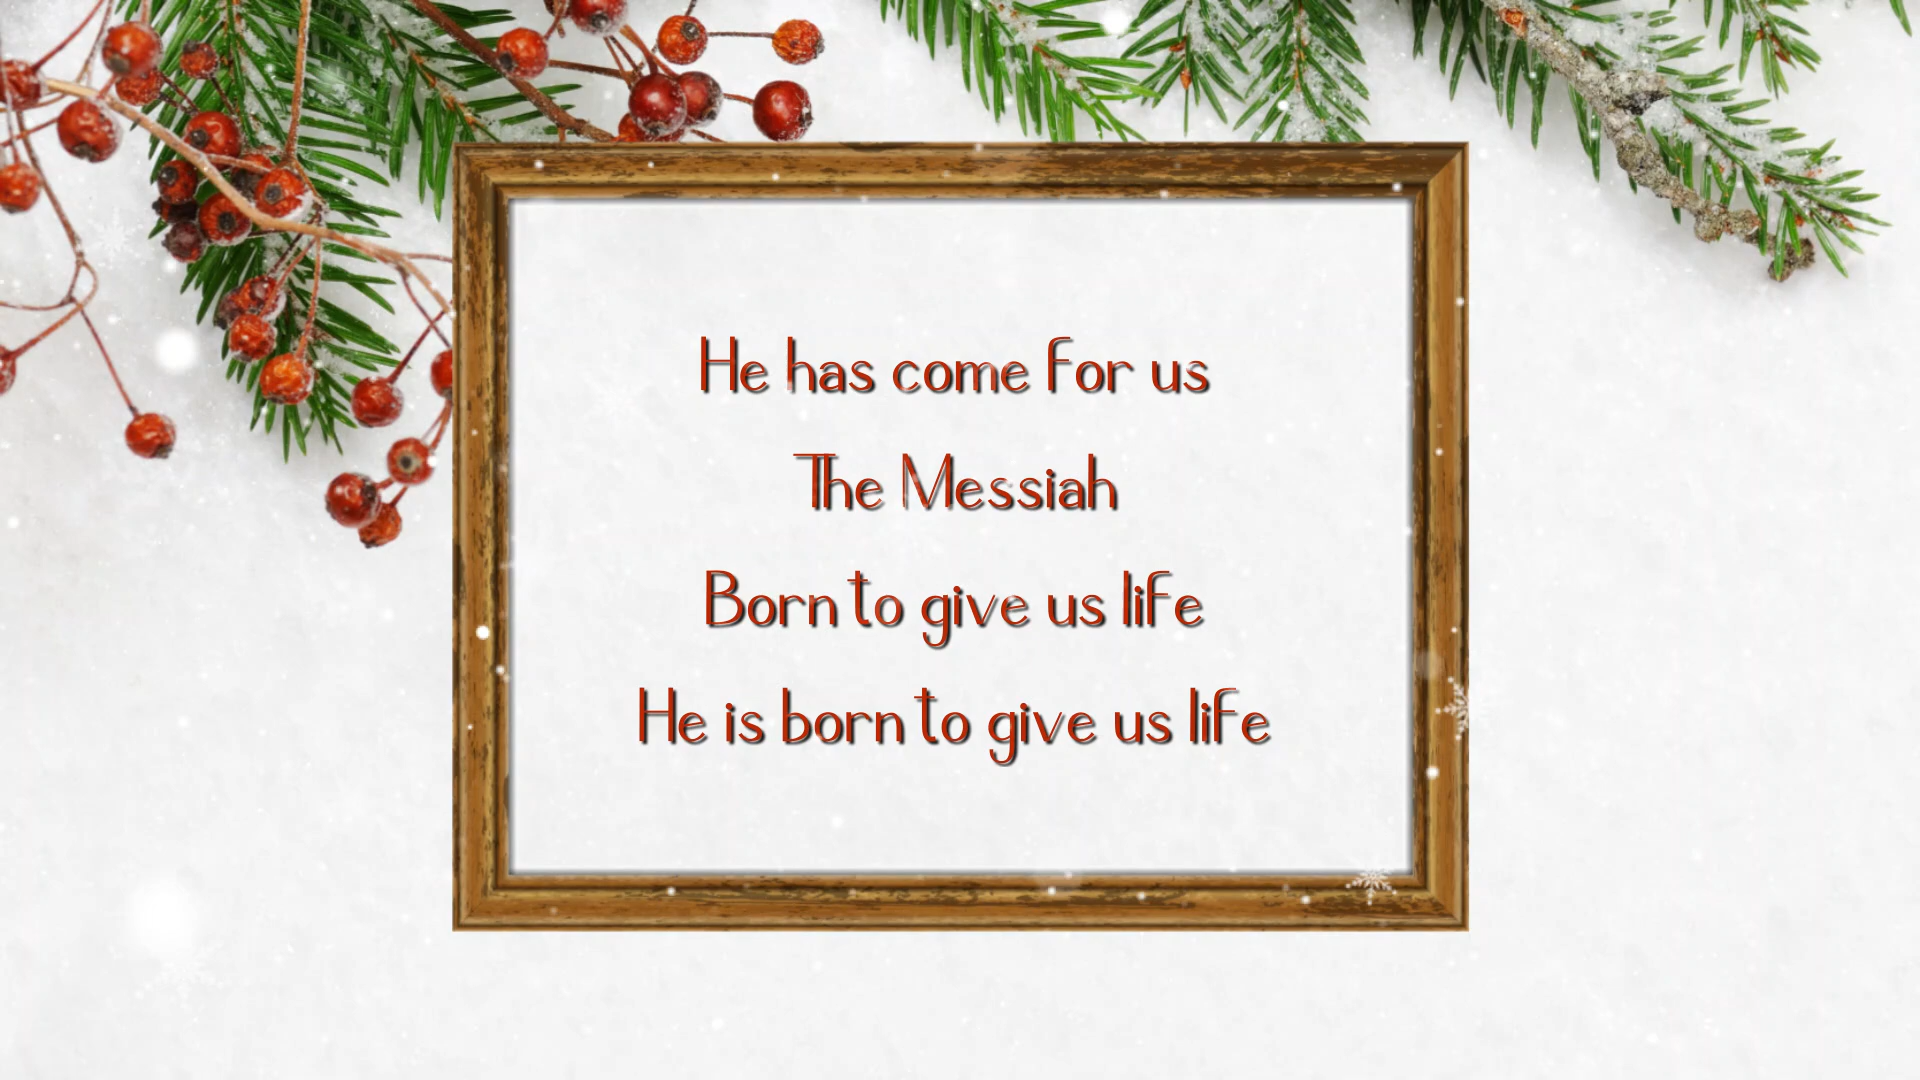 He has come for us
The Messiah
Born to give us life
He is born to give us life